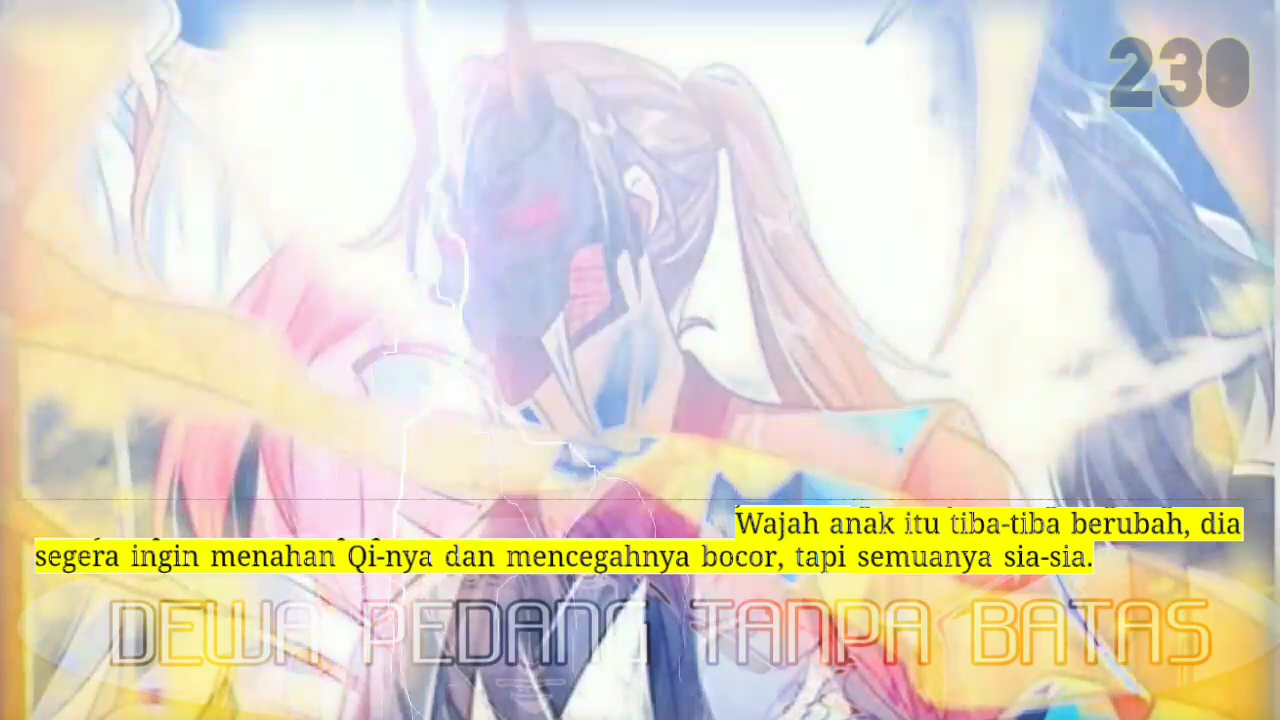 230
Wajah anak itu tiba-tiba berubah, dia
segera ingin menahan Qi-nya dan mencegahnya bocor, tapi semuanya sia-sia.
DEWA PEDANG TANPA BATAS